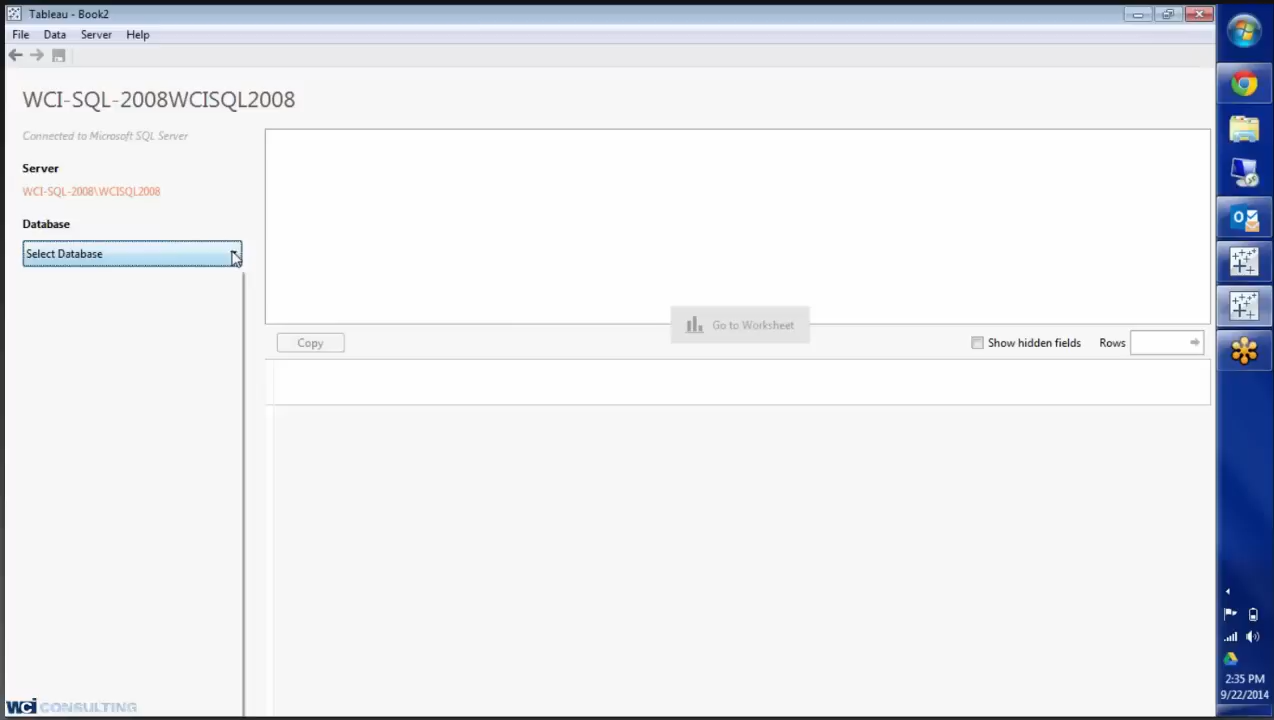 Tableau - Book2
File Data Server Help
WCI-SQL-2008WCISQL2008
Connected to Microsoft SQL Server
Server
WCI-SQL-2008\WCISQL2008
Database
Select Database
Go to Worksheet
Copy
Show hidden fields
Rows
2:35 PM
9/22/2014
WCI CONSULTING